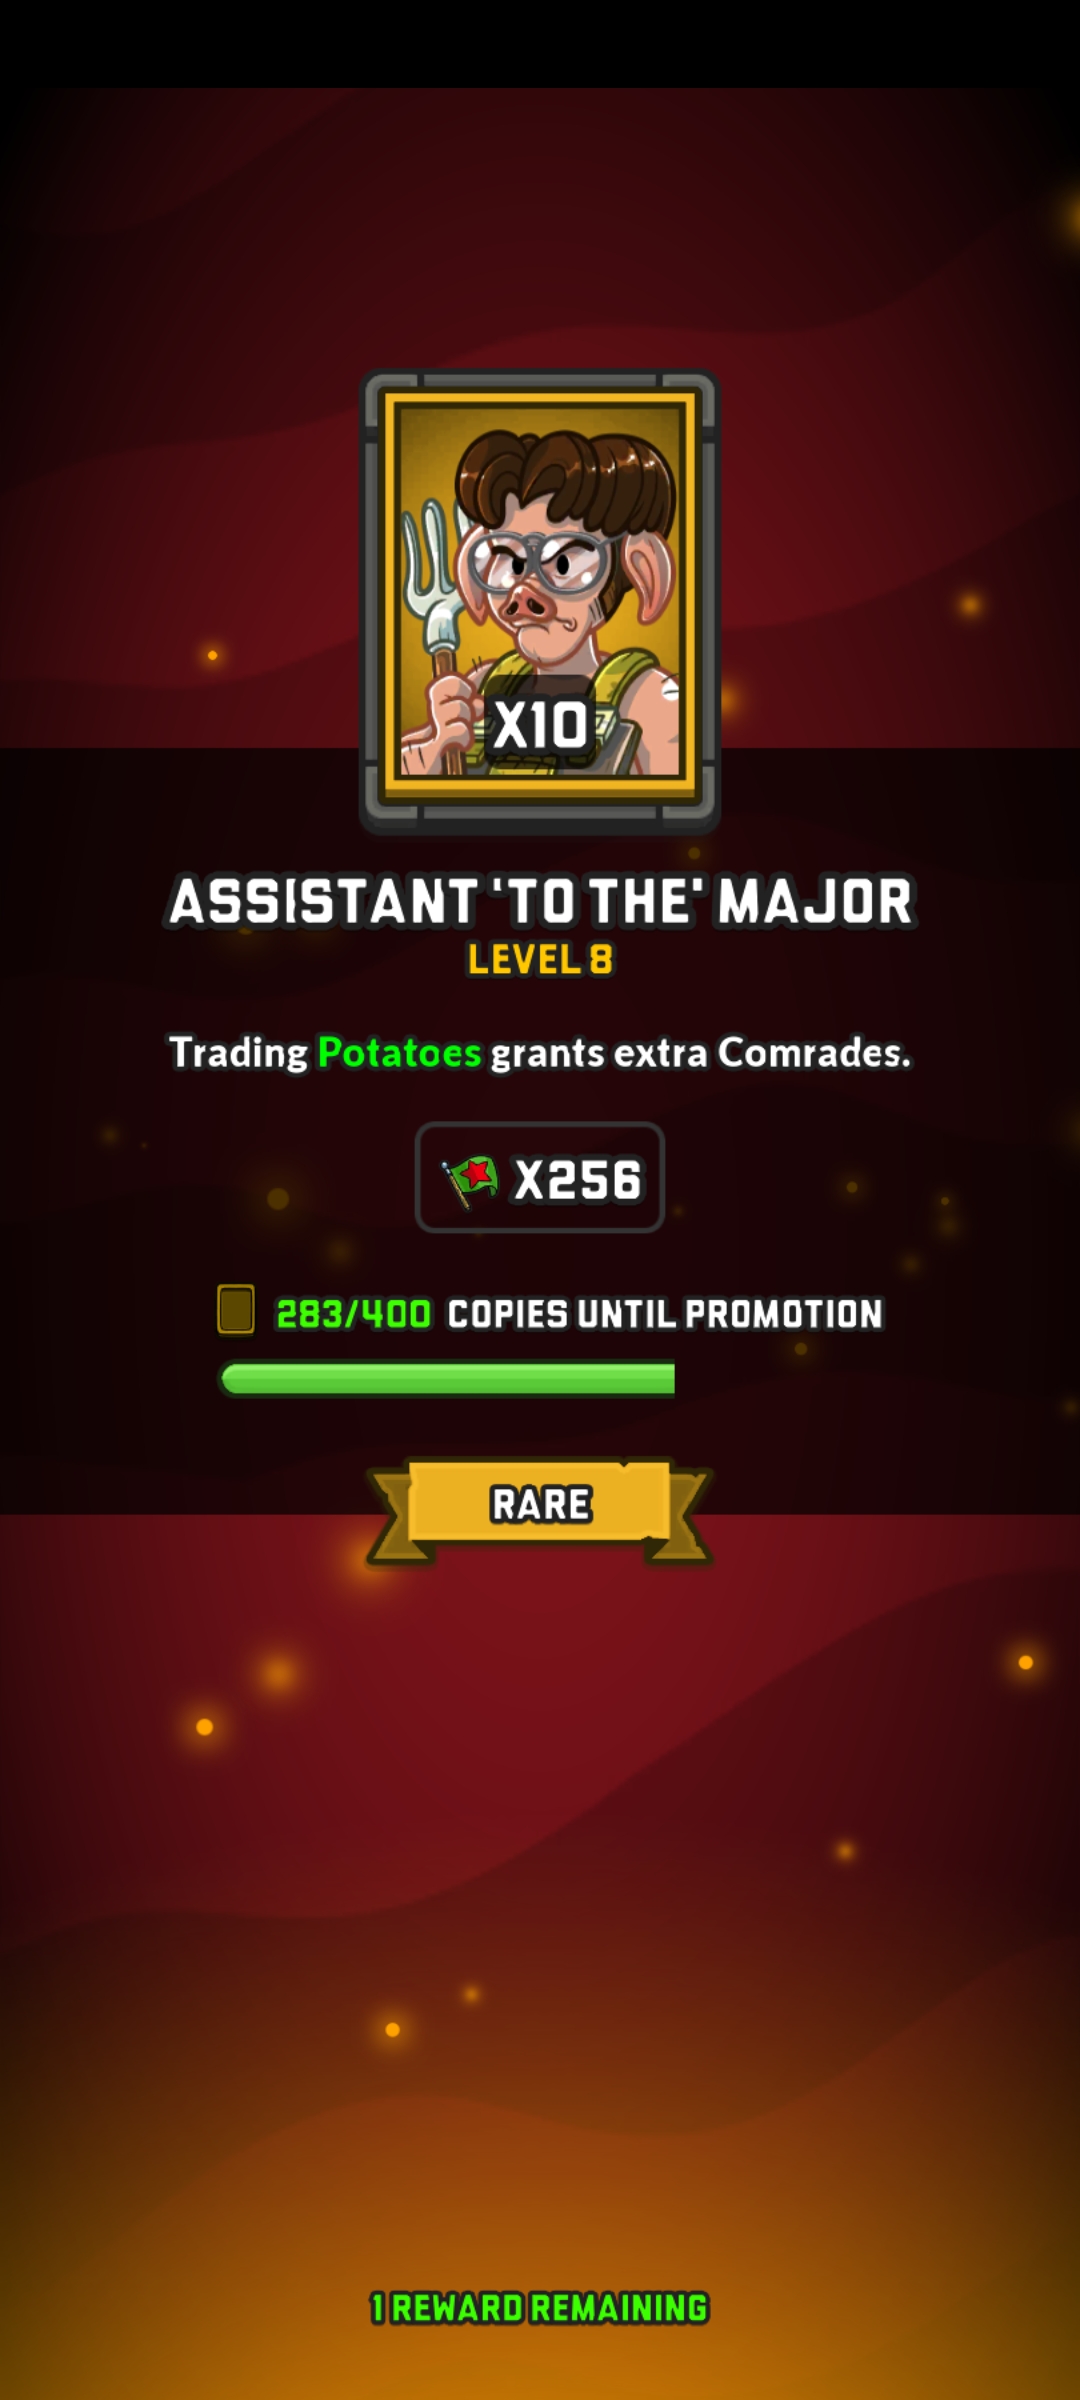 X10
ASSISTANT 'TO THE' MAJOR
LEVEL 8
Trading Potatoes grants extra Comrades.
X256
283/400 COPIES UNTIL PROMOTION
RARE
1 REWARD REMAINING